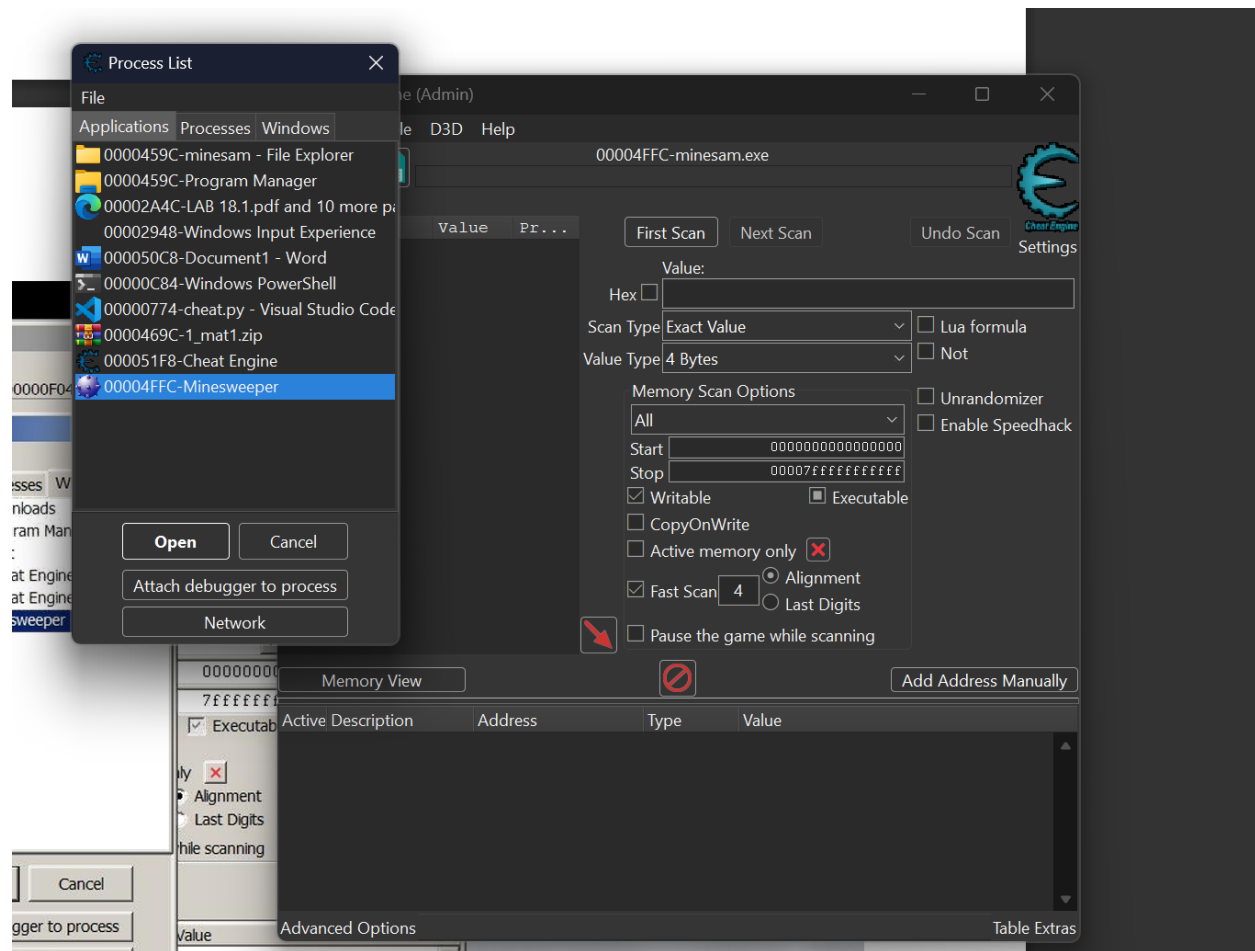 Process List
File
Applications Processes Windows
0000459C-minesam - File Explorer
0000459C-Program Manager
00002A4C-LAB 18.1.pdf and 10 more pa
00002948-Windows Input Experience
000050C8-Document1 - Word
00000C84-Windows PowerShell
00000774-cheat.py - Visual Studio Code
0000469C-1_mat1.zip
000051F8-Cheat Engine
00004FFC-Minesweeper
Open Cancel
Attach debugger to process
Network
(Admin)
D3D Help
00004FFC-minesam.exe
Value Pr...
First Scan Next Scan Undo Scan
Cheat Engine
Settings
Value:
Hex
Scan Type Exact Value Lua formula
Value Type 4 Bytes Not
Memory Scan Options
All
Unrandomizer
Enable Speedhack
Start 0000000000000000
Stop 00007fffffffffff
Writable Executable
CopyOnWrite
Active memory only
Fast Scan 4 Alignment
Last Digits
Pause the game while scanning
Memory View Add Address Manually
Active Description Address Type Value
Advanced Options Table Extras
0000F04
esses W
nloads
ram Man
at Engine
at Engine
sweeper
00000000
7fffffff
Executab
Alignment
Last Digits
hile scanning
Cancel
gger to process
Value